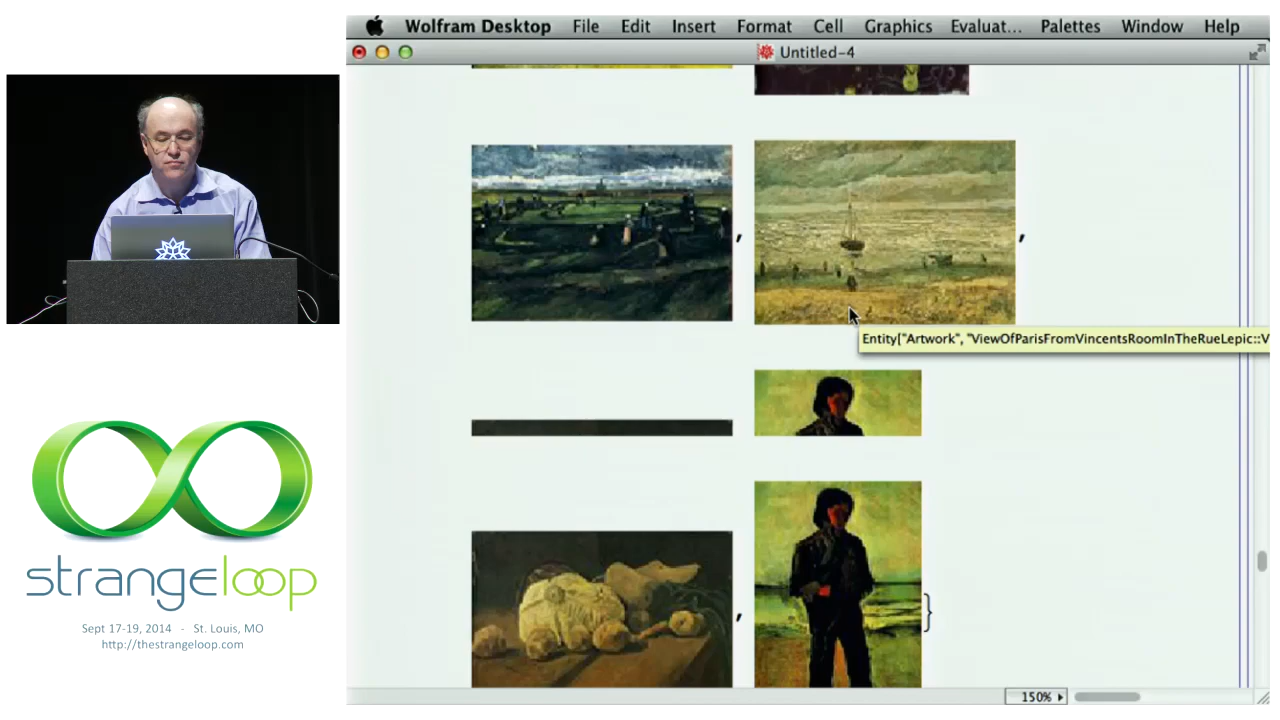 Wolfram Desktop File Edit Insert Format Cell Graphics Evaluat... Palettes Window Help
Untitled-4
,
,
Entity["Artwork", "ViewOfParisFromVincentsRoomInTheRueLepic::V
, }
strangeloop
Sept 17-19, 2014 - St. Louis, MO
http://thestrangeloop.com
150%